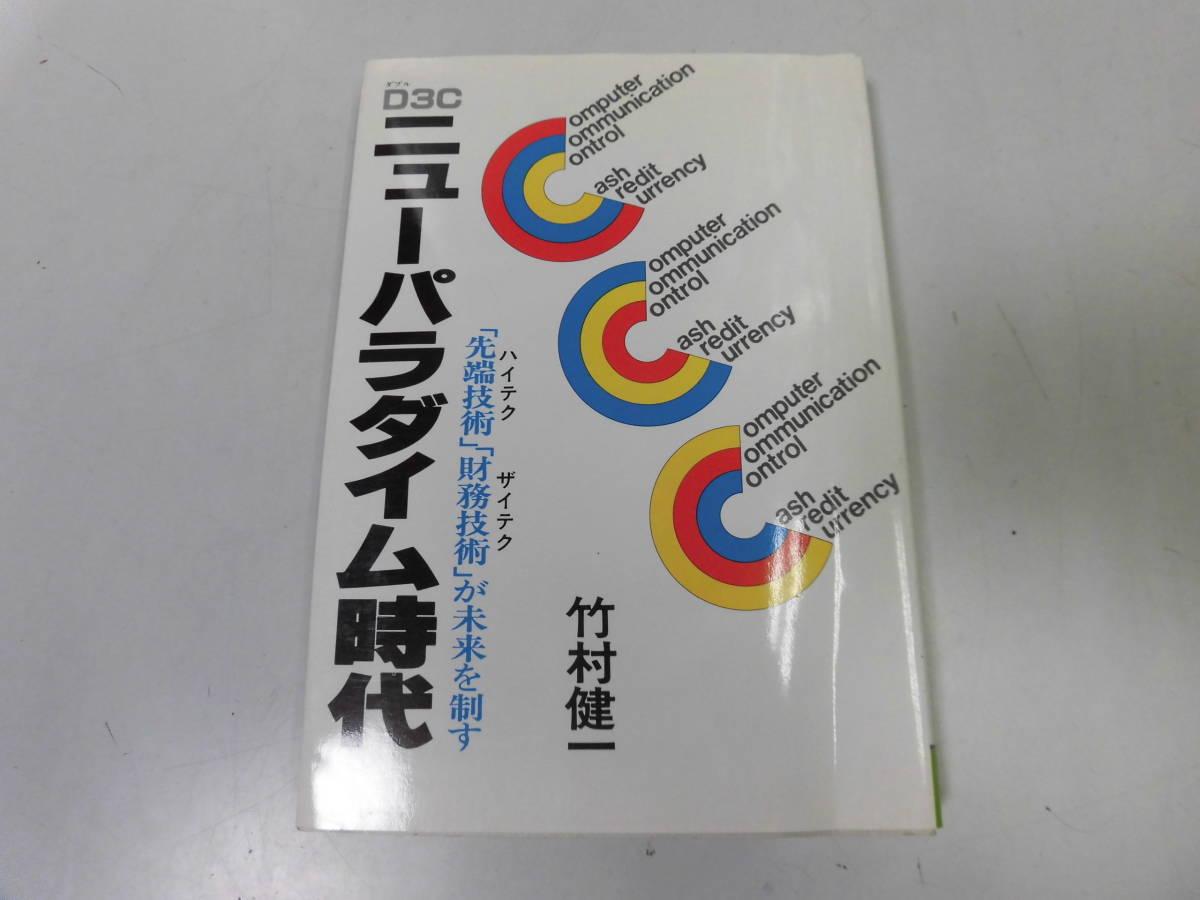 ダブル
D3C
ニューパラダイム時代
ハイテク
ザイテク
「先端技術」「財務技術」が未来を制す
竹村健一
omputer
ommunication
ontrol
ash
redit
urrency
omputer
ommunication
ontrol
ash
redit
urrency
omputer
ommunication
ontrol
ash
redit
urrency